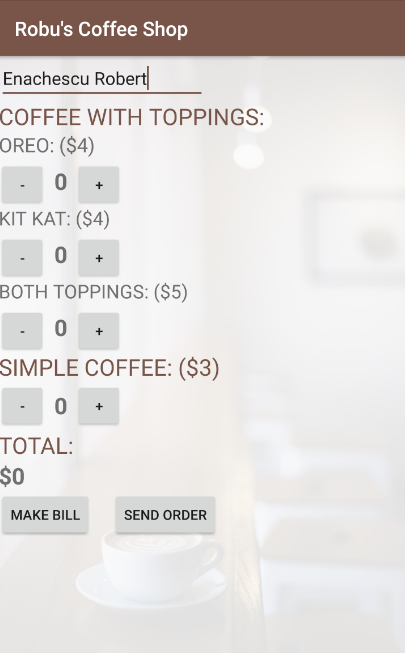 Robu's Coffee Shop
Enachescu Robert
COFFEE WITH TOPPINGS:
OREO: ($4)
- 0 +
KIT KAT: ($4)
- 0 +
BOTH TOPPINGS: ($5)
- 0 +
SIMPLE COFFEE: ($3)
- 0 +
TOTAL:
$0
MAKE BILL SEND ORDER